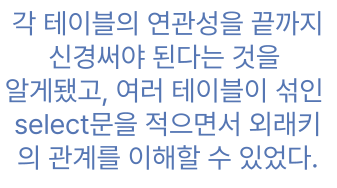 각 테이블의 연관성을 끝까지
신경써야 된다는 것을
알게됐고, 여러 테이블이 섞인
select문을 적으면서 외래키
의 관계를 이해할 수 있었다.